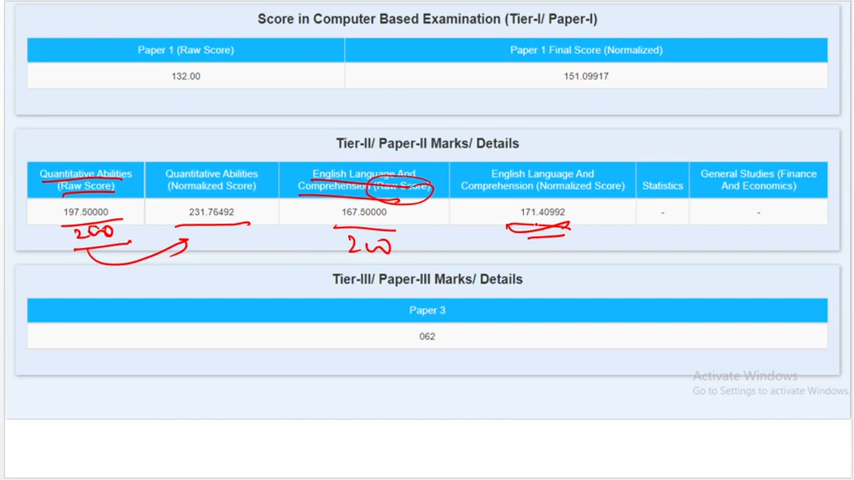 Score in Computer Based Examination (Tier-I/ Paper-I)
Paper 1 (Raw Score) Paper 1 Final Score (Normalized)
132.00 151.09917
Tier-II/ Paper-II Marks/ Details
Quantitative Abilities (Raw Score) Quantitative Abilities (Normalized Score) English Language And Comprehension (Raw Score) English Language And Comprehension (Normalized Score) Statistics General Studies (Finance And Economics)
197.50000 231.76492 167.50000 171.40992 - -
200 200
Tier-III/ Paper-III Marks/ Details
Paper 3
062
Activate Windows
Go to Settings to activate Windows.